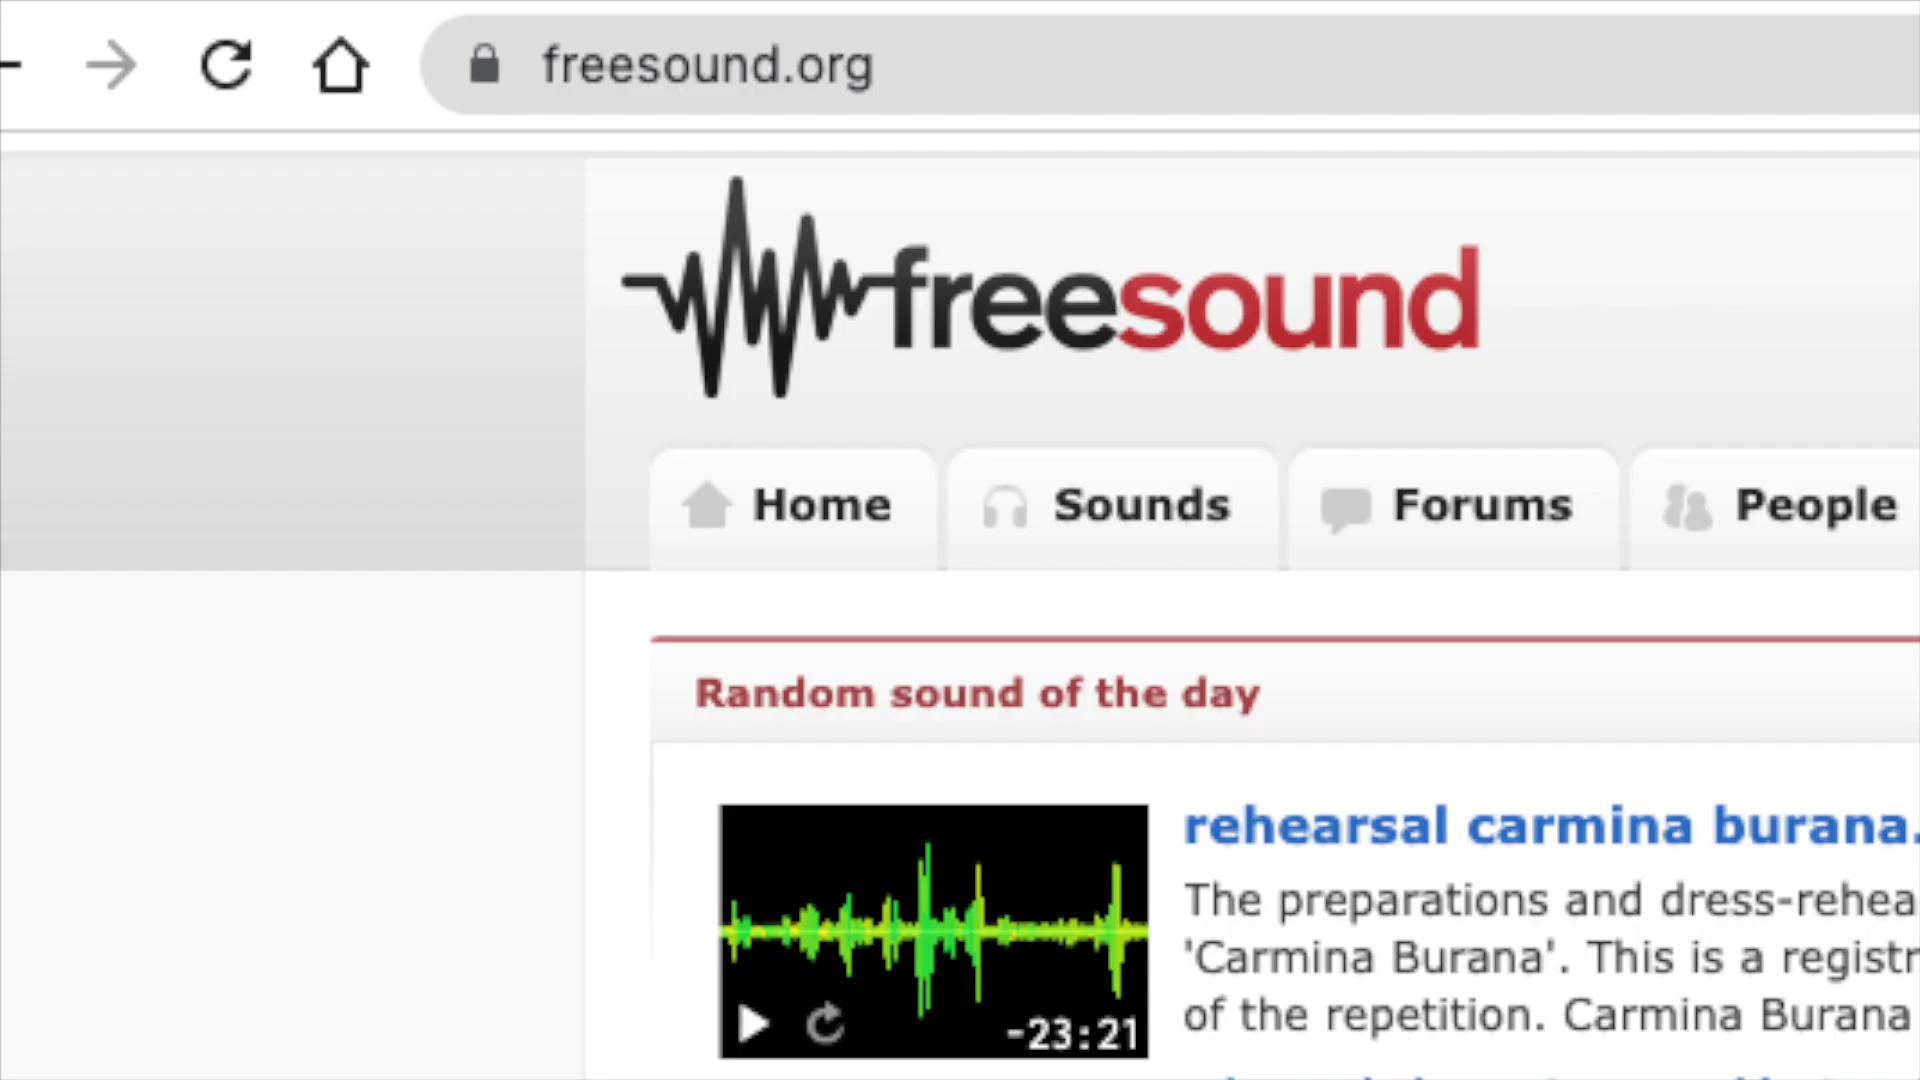 freesound.org
freesound
Home Sounds Forums People
Random sound of the day
rehearsal carmina burana.
The preparations and dress-rehea
'Carmina Burana'. This is a registr
of the repetition. Carmina Burana
-23:21